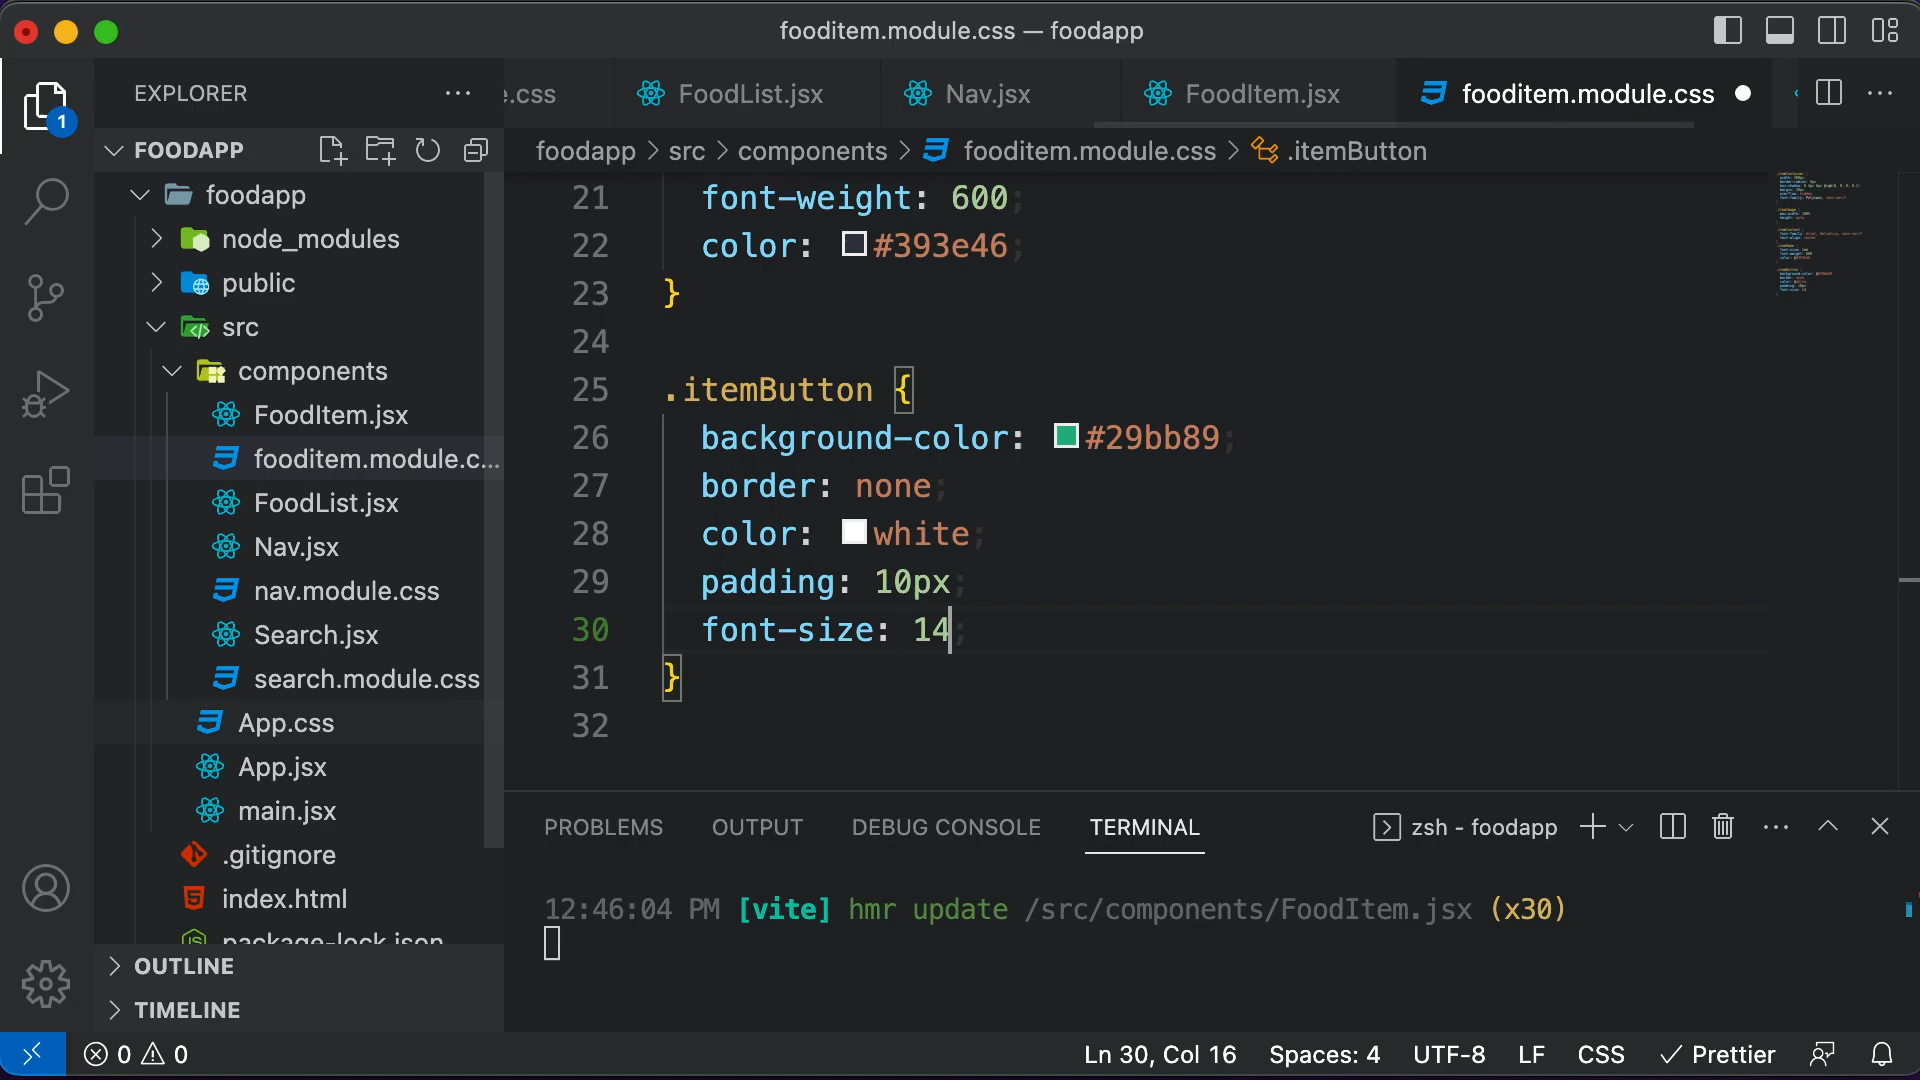 fooditem.module.css — foodapp
1
EXPLORER
e.css
FoodList.jsx
Nav.jsx
FoodItem.jsx
fooditem.module.css
FOODAPP
foodapp > src > components > fooditem.module.css > .itemButton
foodapp
node_modules
public
src
components
FoodItem.jsx
fooditem.module.c...
FoodList.jsx
Nav.jsx
nav.module.css
Search.jsx
search.module.css
App.css
App.jsx
main.jsx
.gitignore
index.html
package-lock.json
OUTLINE
TIMELINE
21 font-weight: 600;
22 color: #393e46;
23 }
24
25 .itemButton {
26 background-color: #29bb89;
27 border: none;
28 color: white;
29 padding: 10px;
30 font-size: 14;
31 }
32
PROBLEMS OUTPUT DEBUG CONSOLE TERMINAL
zsh - foodapp
12:46:04 PM [vite] hmr update /src/components/FoodItem.jsx (x30)
0 0
Ln 30, Col 16 Spaces: 4 UTF-8 LF CSS Prettier